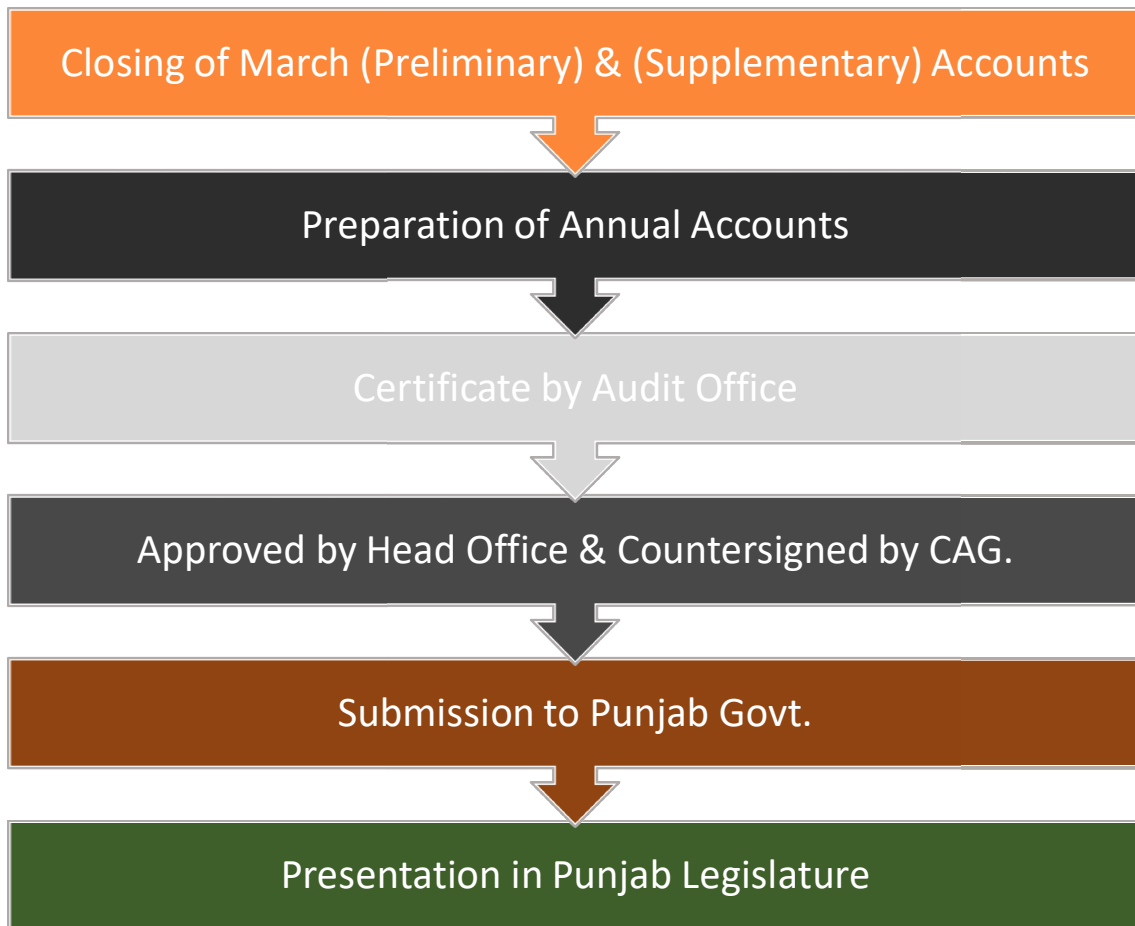 Closing of March (Preliminary) & (Supplementary) Accounts
Preparation of Annual Accounts
Certificate by Audit Office
Approved by Head Office & Countersigned by CAG.
Submission to Punjab Govt.
Presentation in Punjab Legislature